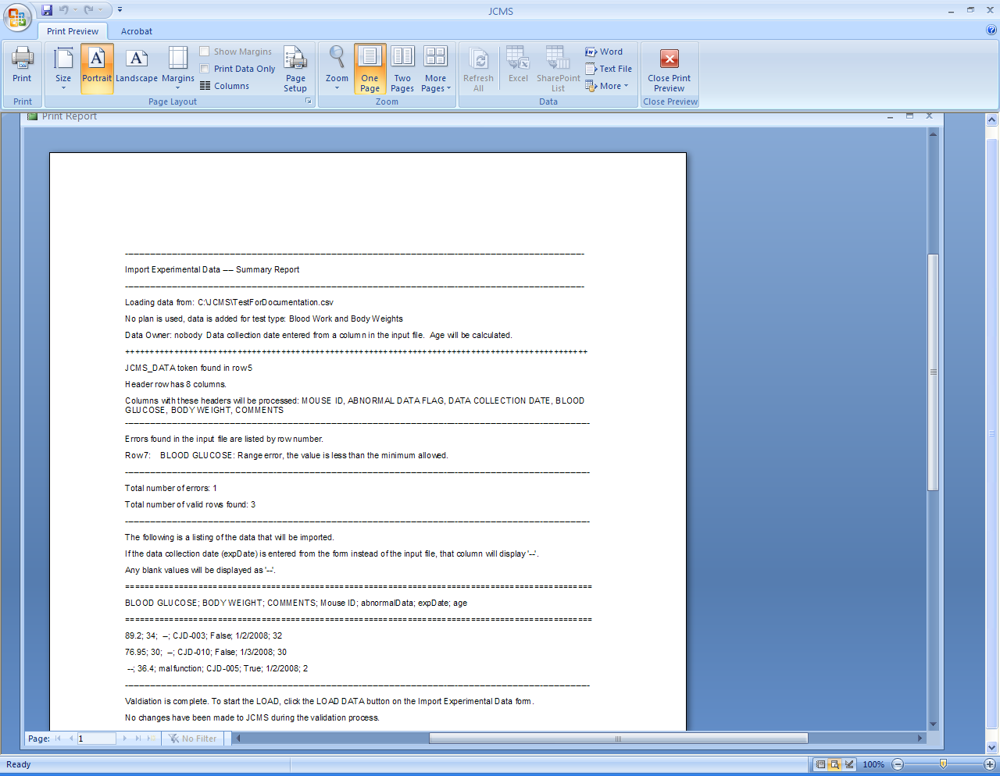 JCMS
Print Preview
Acrobat
Print
Size
Portrait
Landscape
Margins
Show Margins
Print Data Only
Columns
Page Setup
Zoom
One Page
Two Pages
More Pages
Refresh All
Excel
SharePoint List
Word
Text File
More
Close Print Preview
Print
Page Layout
Zoom
Data
Close Preview
Print Report
Import Experimental Data --- Summary Report
Loading data from: C:\JCMS\TestForDocumentation.csv
No plan is used, data is added for test type: Blood Work and Body Weights
Data Owner: nobody  Data collection date entered from a column in the input file.  Age will be calculated.
JCMS_DATA token found in row 5
Header row has 8 columns.
Columns with these headers will be processed: MOUSE ID, ABNORMAL DATA FLAG, DATA COLLECTION DATE, BLOOD
GLUCOSE, BODY WEIGHT, COMMENTS
Errors found in the input file are listed by row number.
Row 7:    BLOOD GLUCOSE: Range error, the value is less than the minimum allowed.
Total number of errors: 1
Total number of valid rows found: 3
The following is a listing of the data that will be imported.
If the data collection date (expDate) is entered from the form instead of the input file, that column will display '--'.
Any blank values will be displayed as '--'.
BLOOD GLUCOSE; BODY WEIGHT; COMMENTS; Mouse ID; abnormalData; expDate; age
89.2; 34;  --; CJD-003; False; 1/2/2008; 32
76.95; 30;  --; CJD-010; False; 1/3/2008; 30
--; 36.4; malfunction; CJD-005; True; 1/2/2008; 2
Valdiation is complete. To start the LOAD, click the LOAD DATA button on the Import Experimental Data form.
No changes have been made to JCMS during the validation process.
Page: 1
No Filter
Ready
100%